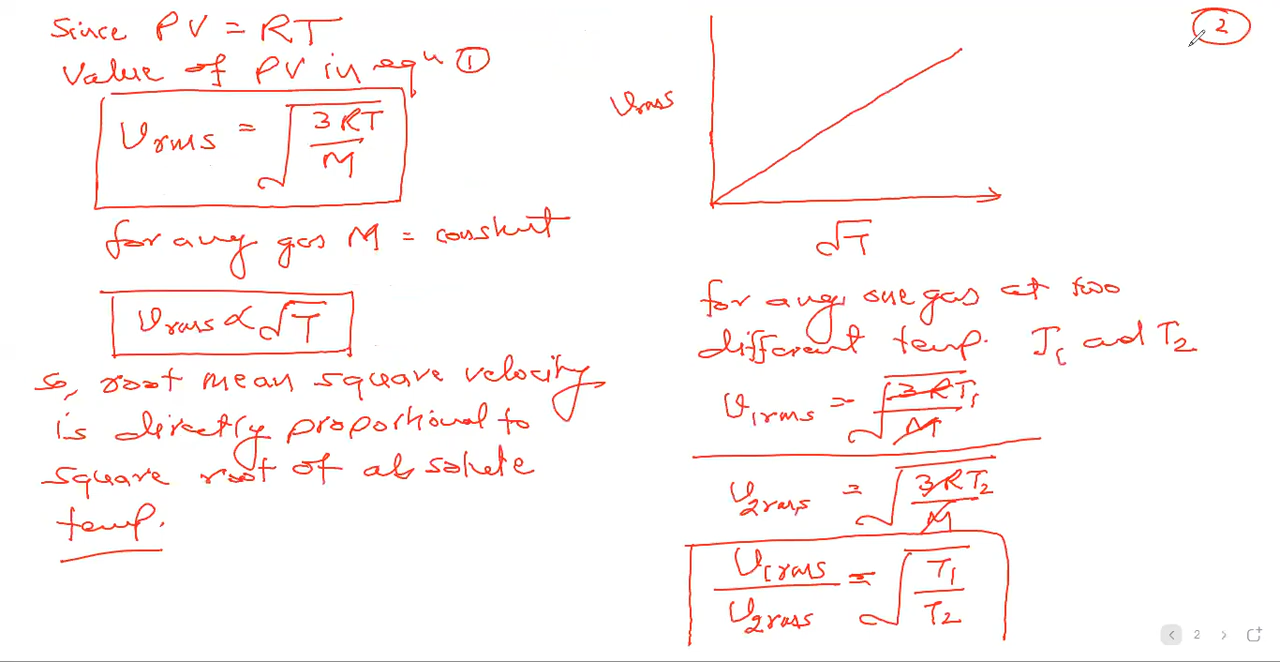 Since PV = RT
Value of PV in eqn ①
Vrms = √(3RT/M)
for any gas M = constant
Vrms ∝ √T
So, root mean square velocity
is directly proportional to
square root of absolute
temp.
②
Vrms
√T
for any one gas at two
different temp. T1 and T2
V1rms = √(3RT1/M)
V2rms = √(3RT2/M)
V1rms/V2rms = √(T1/T2)
2